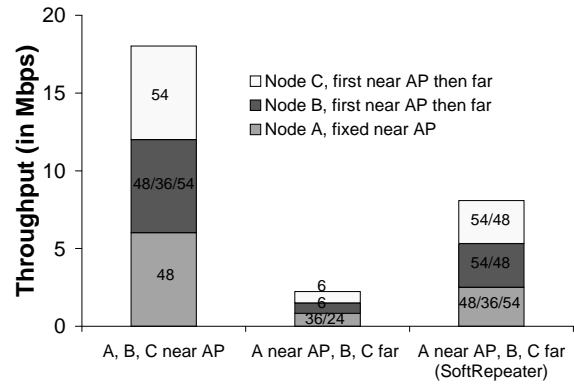 Throughput (in Mbps)
20
15
10
5
0
Node C, first near AP then far
Node B, first near AP then far
Node A, fixed near AP
54
48/36/54
48
6
6
36/24
54/48
54/48
48/36/54
A, B, C near AP
A near AP, B, C far
A near AP, B, C far
(SoftRepeater)